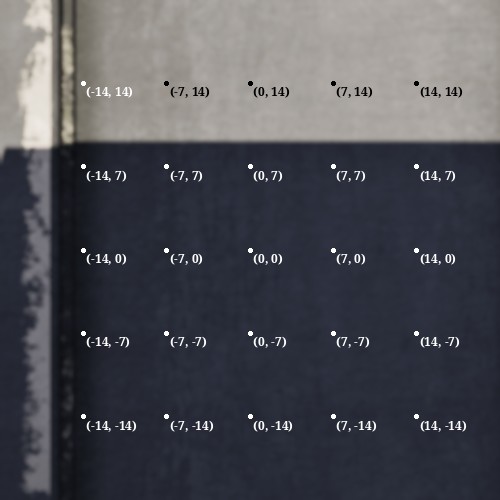 (-14, 14) (-7, 14) (0, 14) (7, 14) (14, 14)
(-14, 7) (-7, 7) (0, 7) (7, 7) (14, 7)
(-14, 0) (-7, 0) (0, 0) (7, 0) (14, 0)
(-14, -7) (-7, -7) (0, -7) (7, -7) (14, -7)
(-14, -14) (-7, -14) (0, -14) (7, -14) (14, -14)